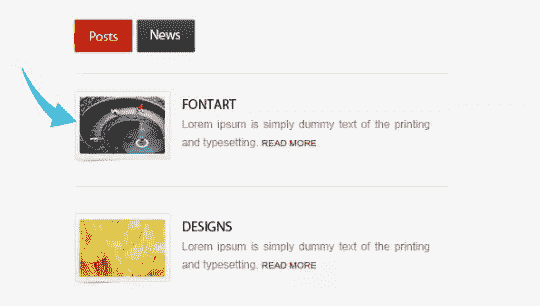 Posts
News
FONTART
Lorem ipsum is simply dummy text of the printing
and typesetting. READ MORE
DESIGNS
Lorem ipsum is simply dummy text of the printing
and typesetting. READ MORE